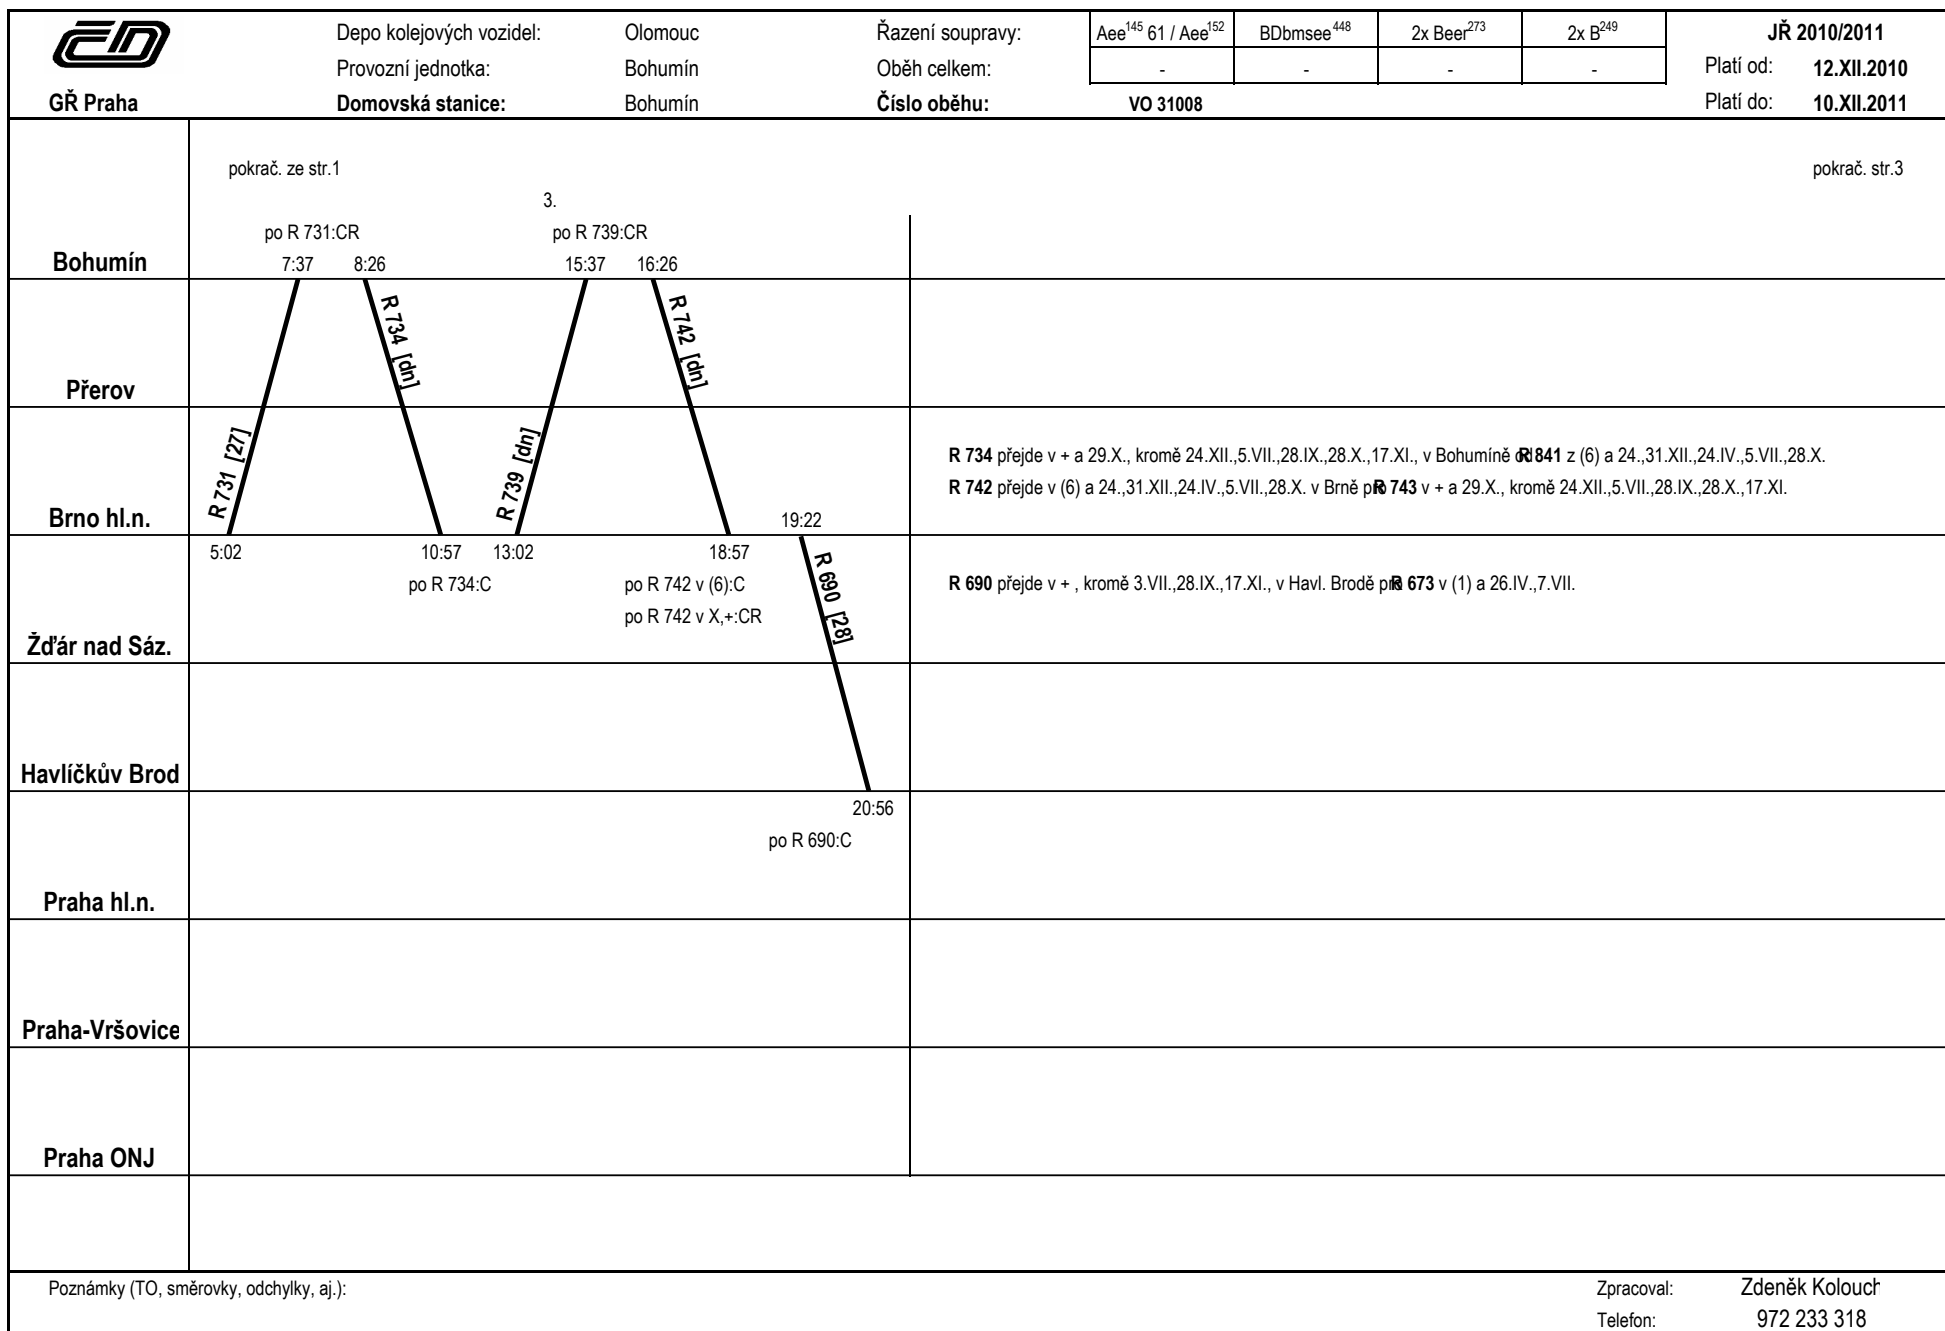 ČD Depo kolejových vozidel: Olomouc Řazení soupravy: Aee145 61 / Aee152 BDbmsee448 2x Beer273 2x B249 JŘ 2010/2011
Provozní jednotka: Bohumín Oběh celkem: - - - - Platí od: 12.XII.2010
GŘ Praha Domovská stanice: Bohumín Číslo oběhu: VO 31008 Platí do: 10.XII.2011
pokrač. ze str.1 pokrač. str.3
3.
po R 731:CR po R 739:CR
Bohumín 7:37 8:26 15:37 16:26
R 734 [dn] R 742 [dn]
Přerov
R 731 [27] R 739 [dn]
R 734 přejde v + a 29.X., kromě 24.XII.,5.VII.,28.IX.,28.X.,17.XI., v Bohumíně od R 841 z (6) a 24.,31.XII.,24.IV.,5.VII.,28.X.
R 742 přejde v (6) a 24.,31.XII.,24.IV.,5.VII.,28.X. v Brně pro R 743 v + a 29.X., kromě 24.XII.,5.VII.,28.IX.,28.X.,17.XI.
Brno hl.n. 19:22
5:02 10:57 13:02 18:57
R 690 [28]
po R 734:C po R 742 v (6):C R 690 přejde v + , kromě 3.VII.,28.IX.,17.XI., v Havl. Brodě pro R 673 v (1) a 26.IV.,7.VII.
po R 742 v X,+:CR
Žďár nad Sáz.
Havlíčkův Brod
20:56
po R 690:C
Praha hl.n.
Praha-Vršovice
Praha ONJ
Poznámky (TO, směrovky, odchylky, aj.): Zpracoval: Zdeněk Kolouch
Telefon: 972 233 318